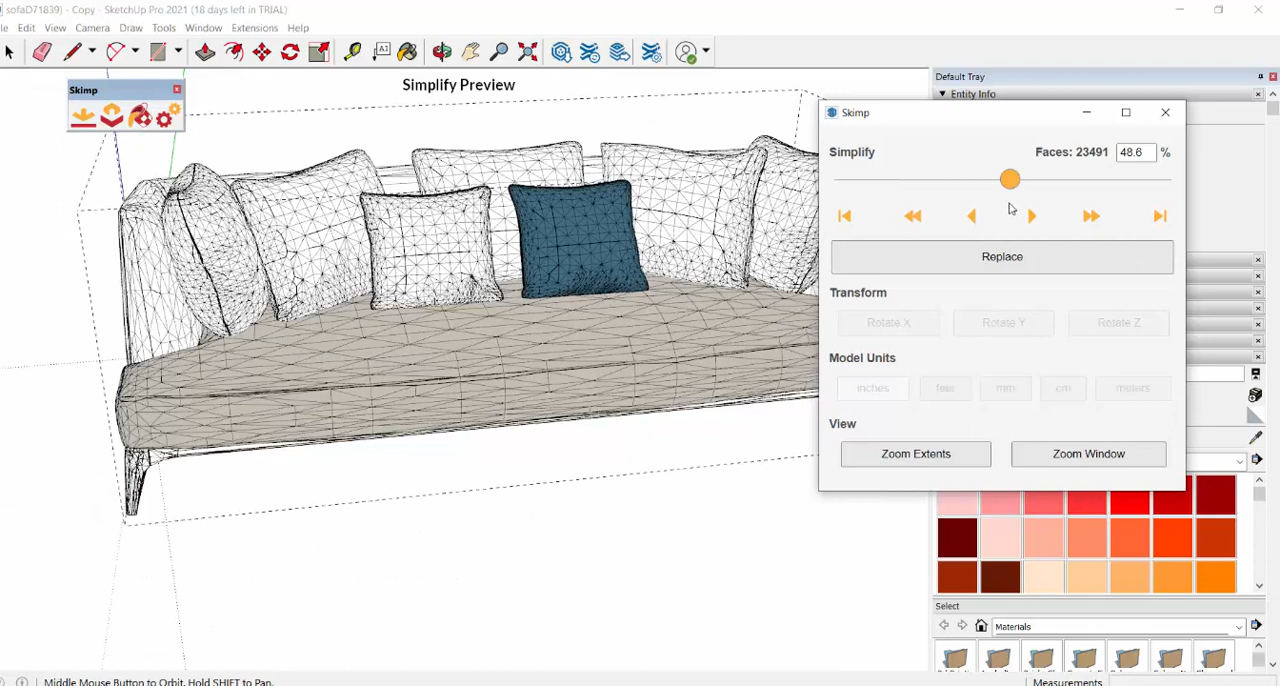 sofaD71839) - Copy - SketchUp Pro 2021 (18 days left in TRIAL)
Edit View Camera Draw Tools Window Extensions Help
Skimp
Simplify Preview
Default Tray
Entity Info
Skimp
Simplify Faces: 23491 48.6 %
Replace
Transform
Rotate X Rotate Y Rotate Z
Model Units
inches feet mm cm meters
View
Zoom Extents Zoom Window
Select
Materials
Middle Mouse Button to Orbit. Hold SHIFT to Pan. Measurements